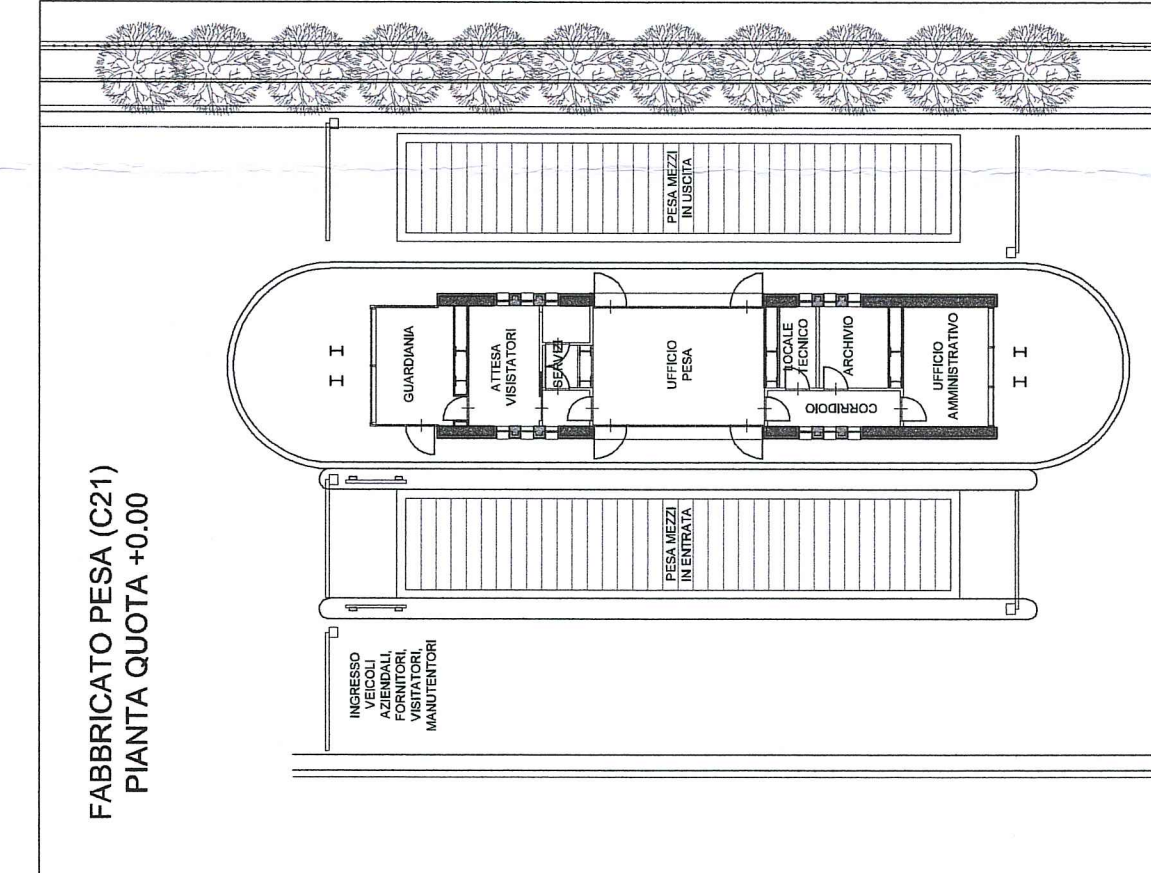 FABBRICATO PESA (C21)
PIANTA QUOTA +0.00
INGRESSO
VEICOLI
AZIENDALI,
FORNITORI,
VISITATORI,
MANUTENTORI
PESA MEZZI
IN ENTRATA
GUARDIANIA
ATTESA
VISISTATORI
SERVIZI
UFFICIO
PESA
LOCALE
TECNICO
ARCHIVIO
CORRIDOIO
UFFICIO
AMMINISTRATIVO
PESA MEZZI
IN USCITA